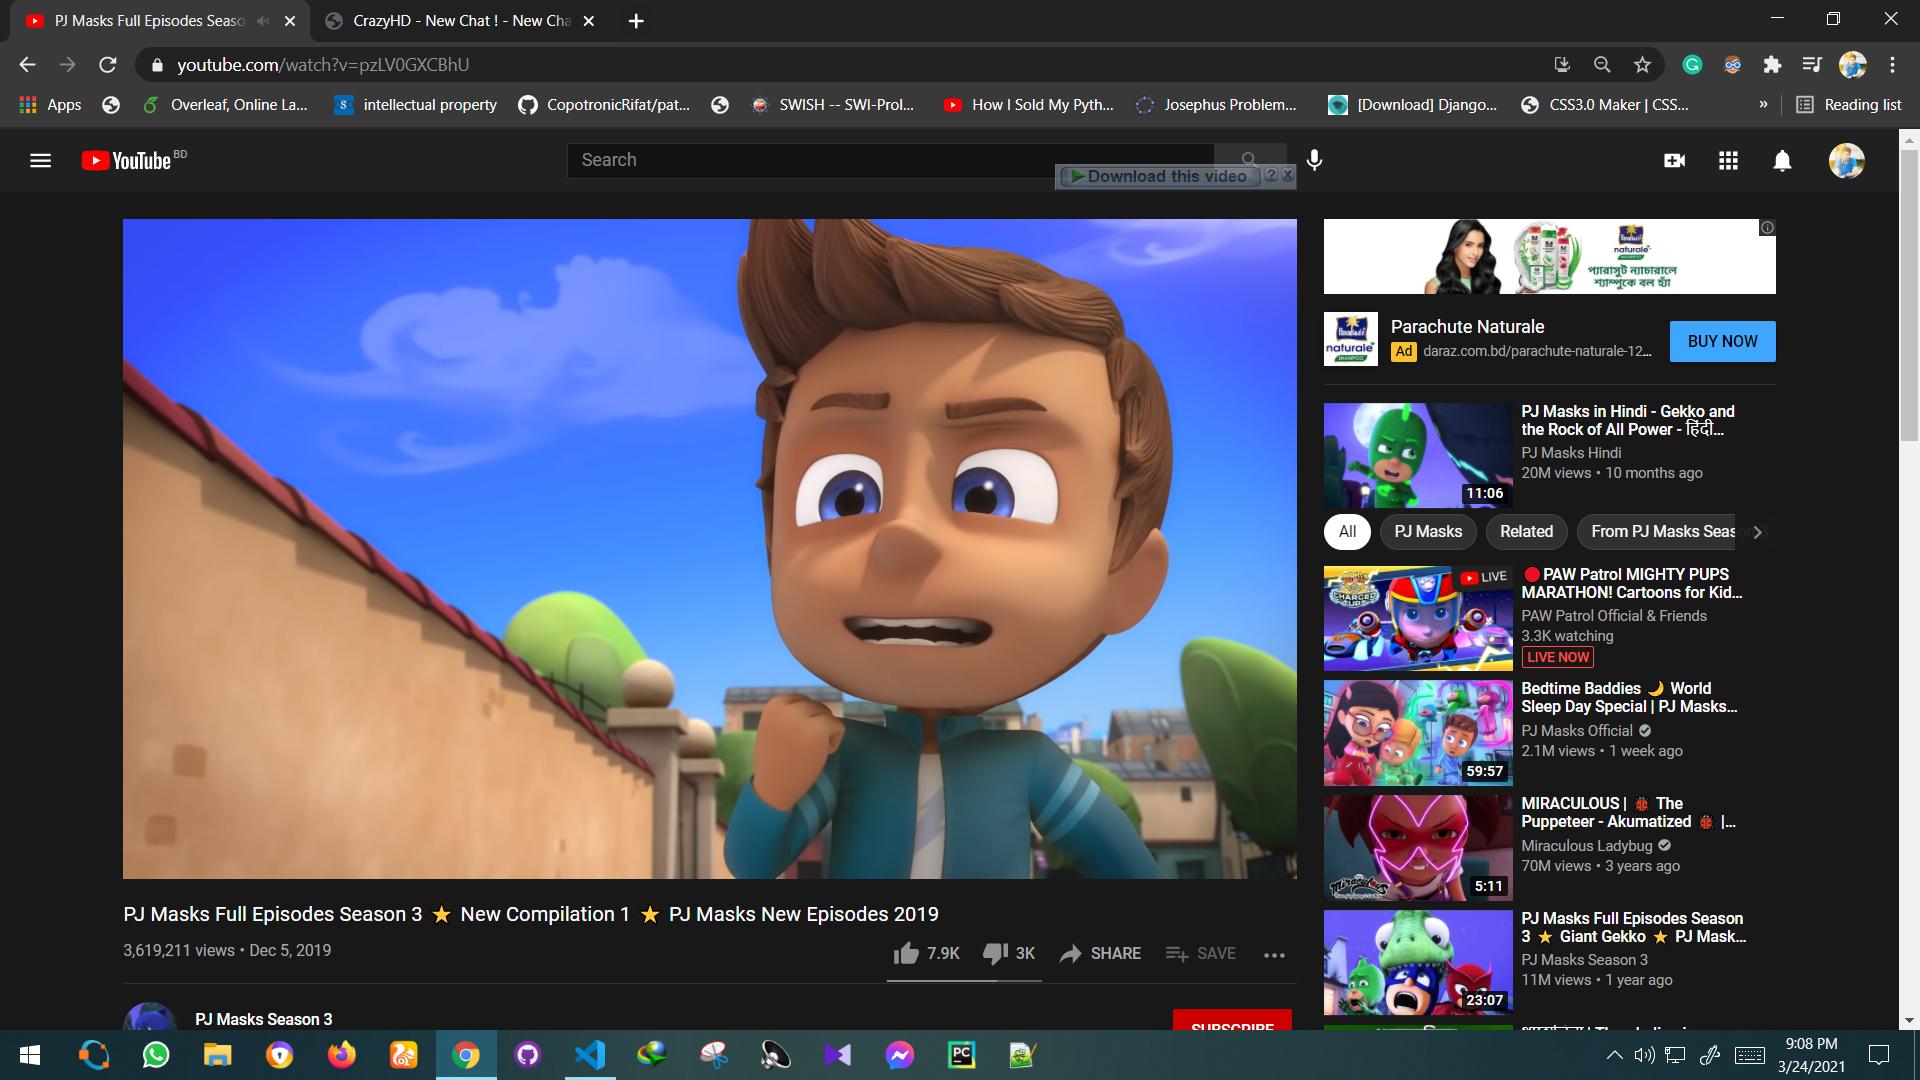 PJ Masks Full Episodes Seaso
CrazyHD - New Chat ! - New Cha
youtube.com/watch?v=pzLV0GXCBhU
Apps
Overleaf, Online La...
intellectual property
CopotronicRifat/pat...
SWISH -- SWI-Prol...
How I Sold My Pyth...
Josephus Problem...
[Download] Django...
CSS3.0 Maker | CSS...
»
Reading list
YouTube BD
Search
Download this video
naturale
প্যারাসুট ন্যাচারালে
শ্যাম্পুকে বল হ্যাঁ
naturale
SHAMPOO
Parachute Naturale
Ad daraz.com.bd/parachute-naturale-12...
BUY NOW
11:06
PJ Masks in Hindi - Gekko and
the Rock of All Power - हिंदी...
PJ Masks Hindi
20M views • 10 months ago
All
PJ Masks
Related
From PJ Masks Season 3
LIVE
PAW Patrol MIGHTY PUPS
MARATHON! Cartoons for Kid...
PAW Patrol Official & Friends
3.3K watching
LIVE NOW
59:57
Bedtime Baddies 🌙 World
Sleep Day Special | PJ Masks...
PJ Masks Official
2.1M views • 1 week ago
Miraculous
5:11
MIRACULOUS | 🐞 The
Puppeteer - Akumatized 🐞 |...
Miraculous Ladybug
70M views • 3 years ago
23:07
PJ Masks Full Episodes Season
3 ⭐ Giant Gekko ⭐ PJ Mask...
PJ Masks Season 3
11M views • 1 year ago
PJ Masks Full Episodes Season 3 ⭐ New Compilation 1 ⭐ PJ Masks New Episodes 2019
3,619,211 views • Dec 5, 2019
7.9K
3K
SHARE
SAVE
PJ Masks Season 3
SUBSCRIBE
PC
9:08 PM
3/24/2021